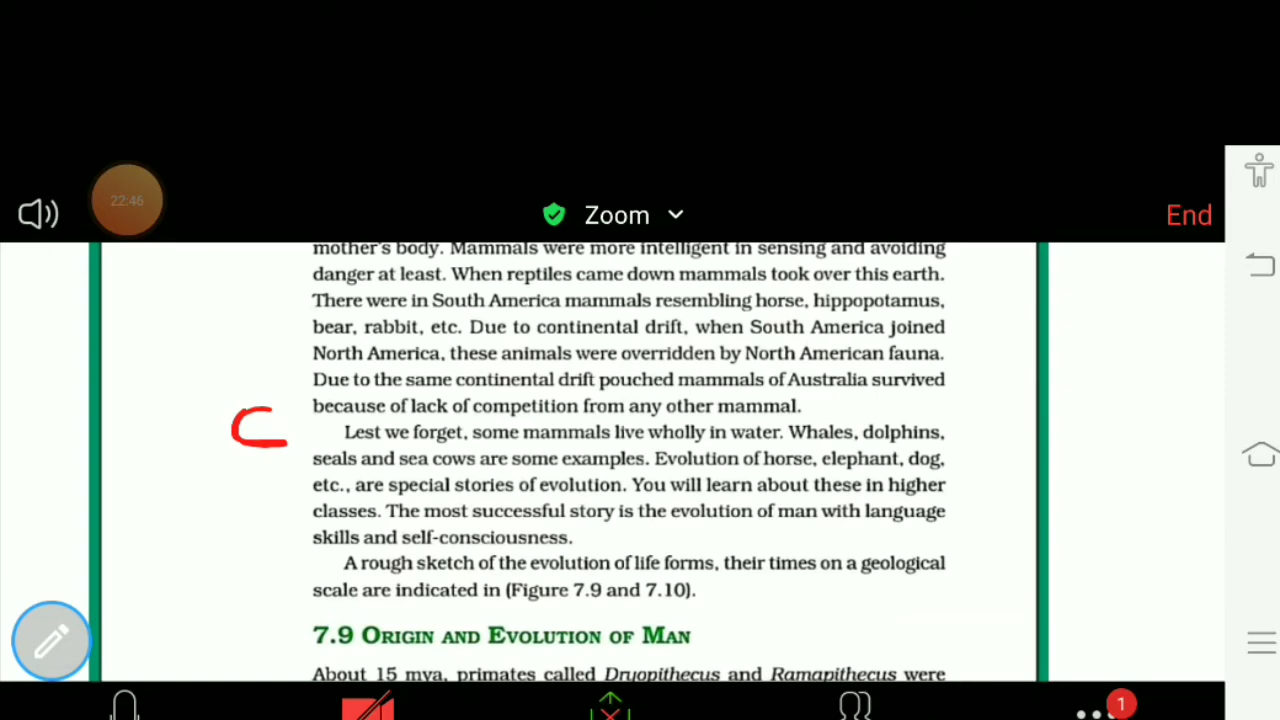 22:46
Zoom
End
mother's body. Mammals were more intelligent in sensing and avoiding
danger at least. When reptiles came down mammals took over this earth.
There were in South America mammals resembling horse, hippopotamus,
bear, rabbit, etc. Due to continental drift, when South America joined
North America, these animals were overridden by North American fauna.
Due to the same continental drift pouched mammals of Australia survived
because of lack of competition from any other mammal.
Lest we forget, some mammals live wholly in water. Whales, dolphins,
seals and sea cows are some examples. Evolution of horse, elephant, dog,
etc., are special stories of evolution. You will learn about these in higher
classes. The most successful story is the evolution of man with language
skills and self-consciousness.
A rough sketch of the evolution of life forms, their times on a geological
scale are indicated in (Figure 7.9 and 7.10).
7.9 ORIGIN AND EVOLUTION OF MAN
About 15 mya, primates called Dryopithecus and Ramapithecus were
1